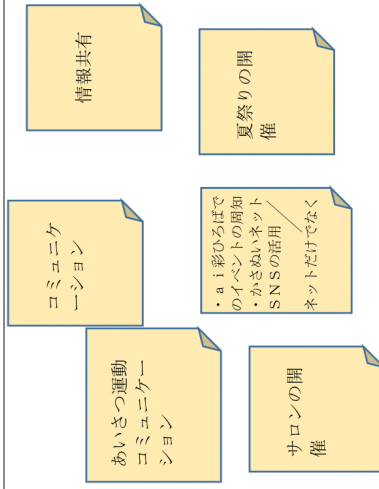 あいさつ運動
コミュニケー
ション
コミュニケ
ーション
情報共有
サロンの開
催
・ａｉ彩ひろばで
のイベントの周知
・かさぬいネット
ＳＮＳの活用
ネットだけでなく
夏祭りの開
催